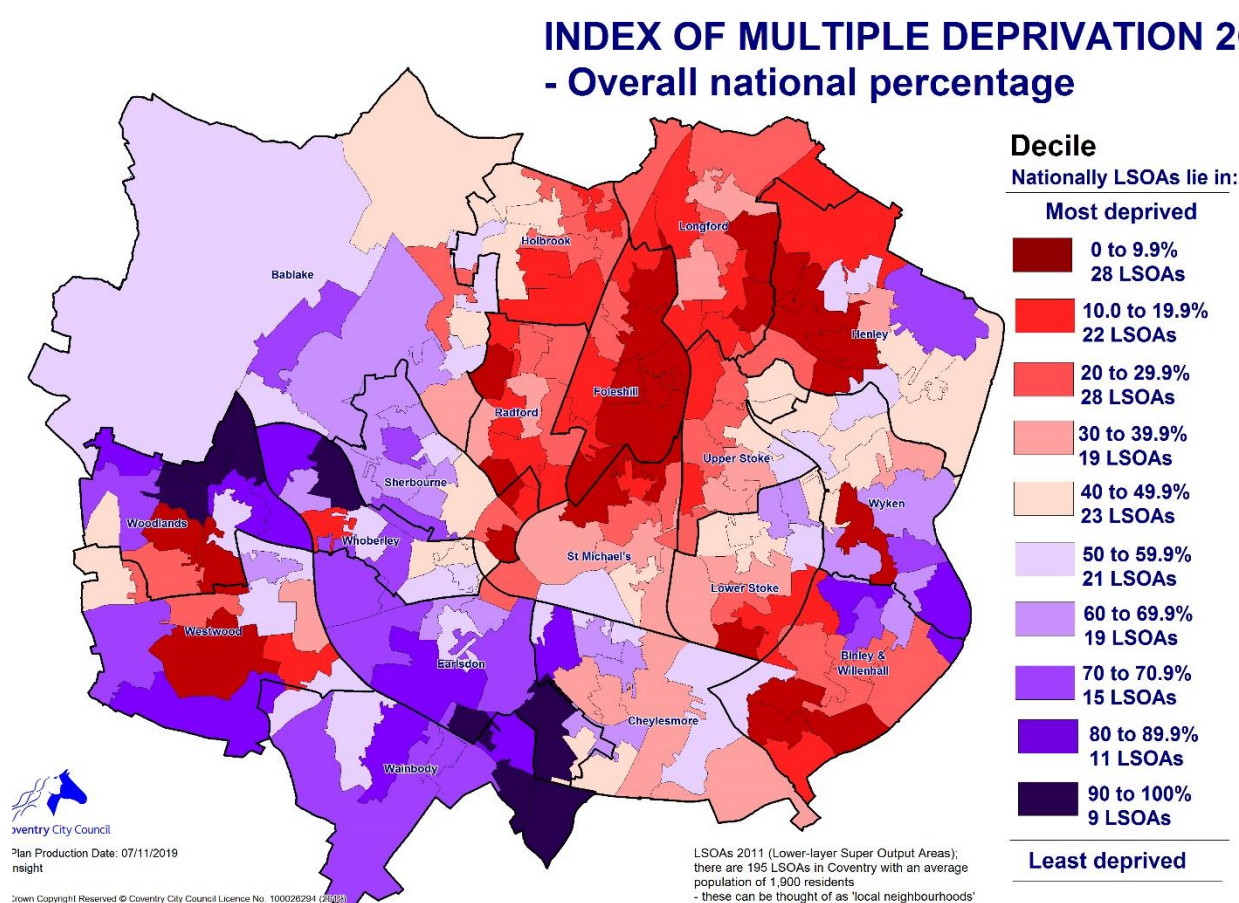 INDEX OF MULTIPLE DEPRIVATION 2
- Overall national percentage
Decile
Nationally LSOAs lie in:
Most deprived
0 to 9.9%
28 LSOAs
10.0 to 19.9%
22 LSOAs
20 to 29.9%
28 LSOAs
30 to 39.9%
19 LSOAs
40 to 49.9%
23 LSOAs
50 to 59.9%
21 LSOAs
60 to 69.9%
19 LSOAs
70 to 70.9%
15 LSOAs
80 to 89.9%
11 LSOAs
90 to 100%
9 LSOAs
Least deprived
Longford
Holbrook
Bablake
Henley
Foleshill
Radford
Upper Stoke
Sherbourne
Wyken
Woodlands
Whoberley
St Michael's
Lower Stoke
Westwood
Earlsdon
Binley &
Willenhall
Cheylesmore
Wainbody
oventry City Council
Plan Production Date: 07/11/2019
nsight
Crown Copyright Reserved © Coventry City Council Licence No. 100026294
LSOAs 2011 (Lower-layer Super Output Areas);
there are 195 LSOAs in Coventry with an average
population of 1,900 residents
- these can be thought of as 'local neighbourhoods'